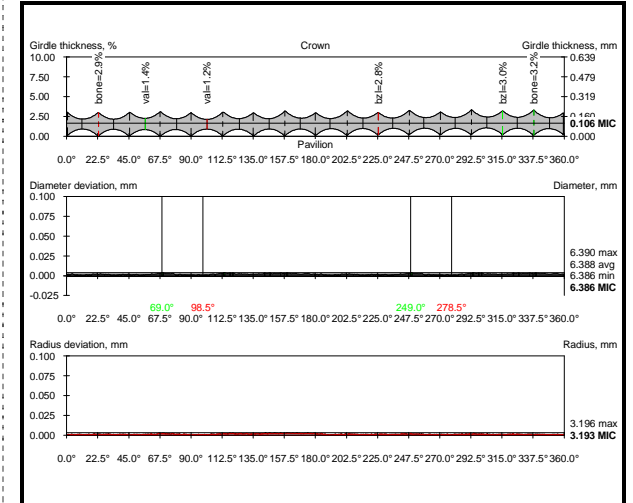 Girdle thickness, % Crown Girdle thickness, mm
10.00 bone=2.9% val=1.4% val=1.2% bzl=2.8% bzl=3.0% bone=3.2% 0.639
7.50 0.479
5.00 0.319
2.50 0.160
0.106 MIC
0.00 0.000
Pavilion
0.0° 22.5° 45.0° 67.5° 90.0° 112.5° 135.0° 157.5° 180.0° 202.5° 225.0° 247.5° 270.0° 292.5° 315.0° 337.5° 360.0°
Diameter deviation, mm Diameter, mm
0.100
0.075
0.050
0.025 6.390 max
6.388 avg
0.000 6.386 min
6.386 MIC
-0.025
69.0° 98.5° 249.0° 278.5°
0.0° 22.5° 45.0° 67.5° 90.0° 112.5° 135.0° 157.5° 180.0° 202.5° 225.0° 247.5° 270.0° 292.5° 315.0° 337.5° 360.0°
Radius deviation, mm Radius, mm
0.100
0.075
0.050
0.025
3.196 max
0.000 3.193 MIC
0.0° 22.5° 45.0° 67.5° 90.0° 112.5° 135.0° 157.5° 180.0° 202.5° 225.0° 247.5° 270.0° 292.5° 315.0° 337.5° 360.0°